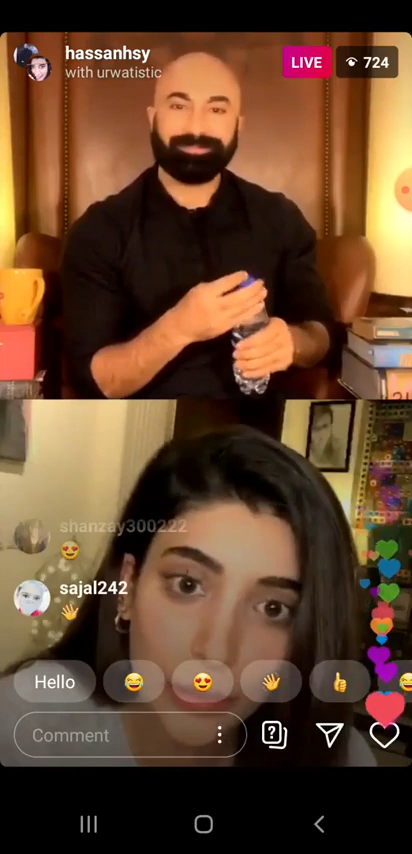 hassanhsy
with urwatistic
LIVE
724
shanzay300222
😍
sajal242
👋
Hello 😂 😍 👋 👍 😂
Comment